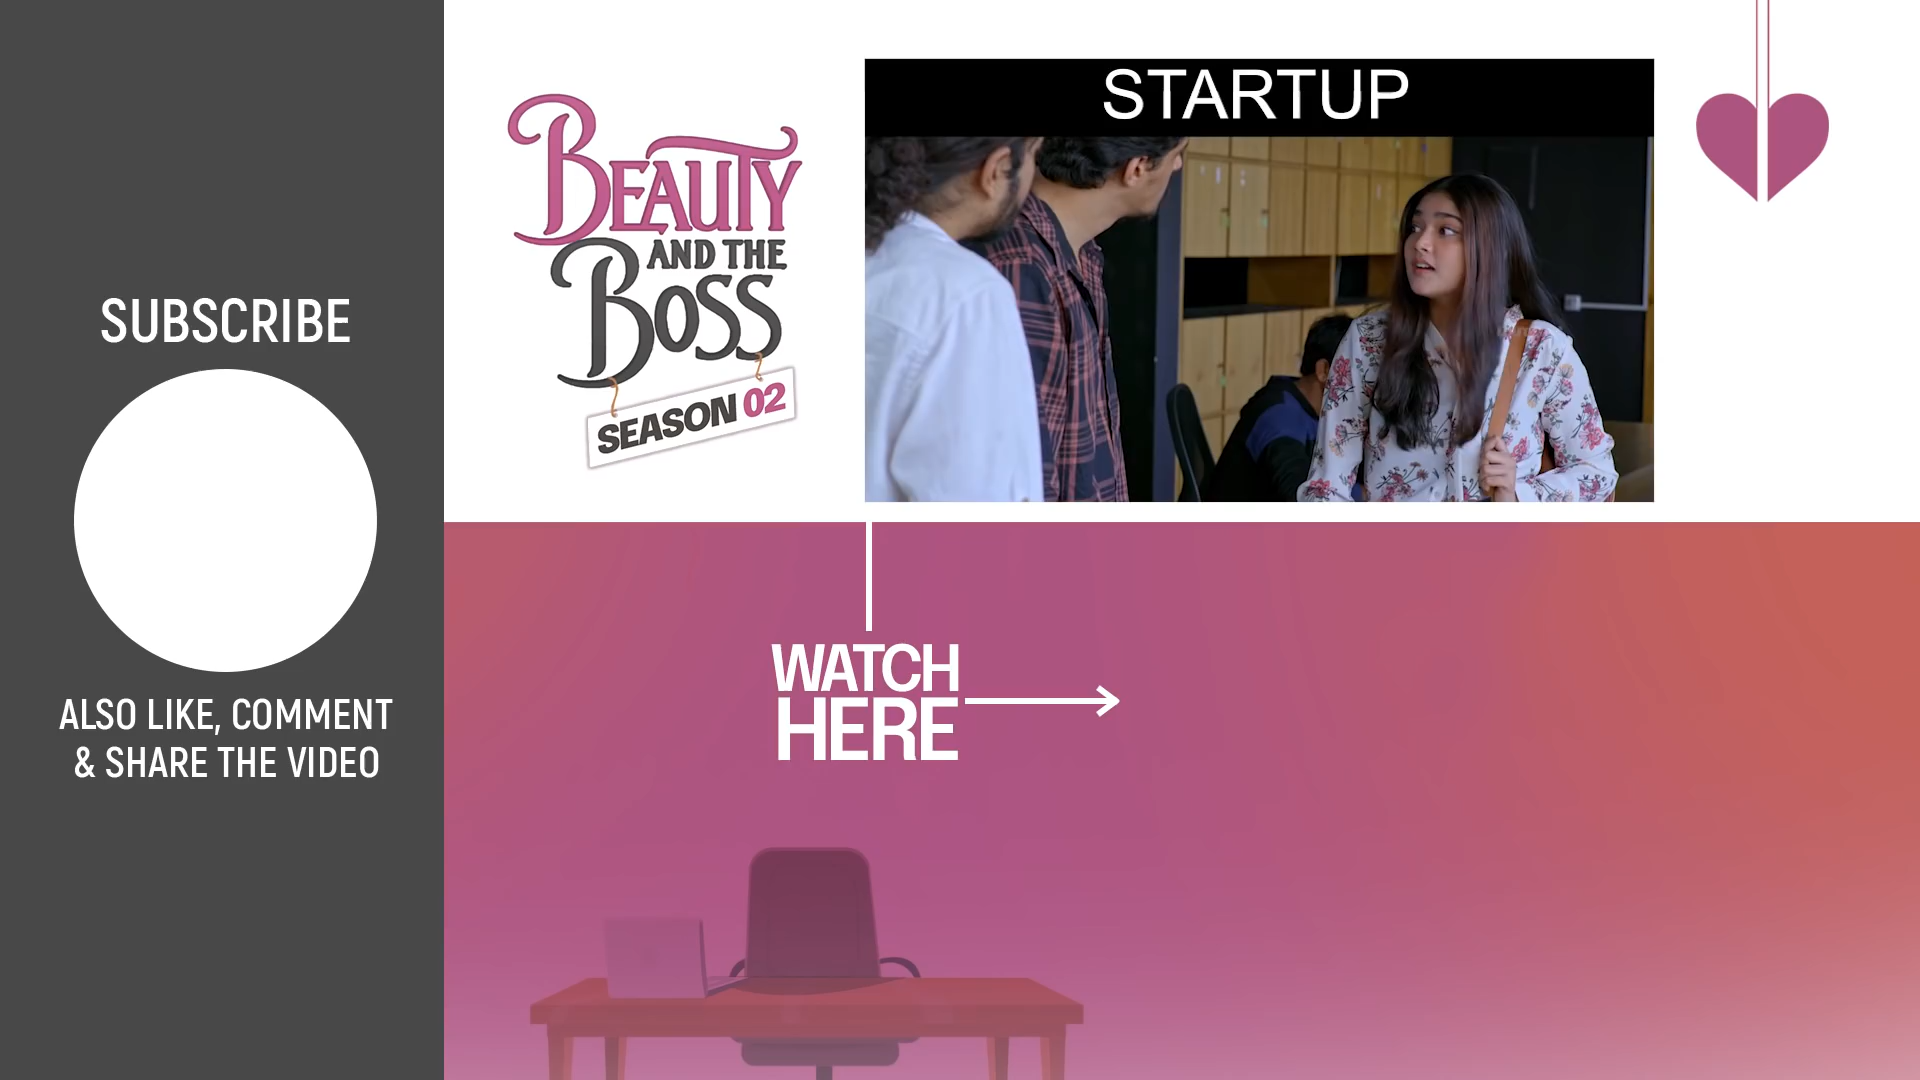 SUBSCRIBE
ALSO LIKE, COMMENT
& SHARE THE VIDEO
BEAUTY
AND THE
BOSS
SEASON 02
STARTUP
WATCH
HERE